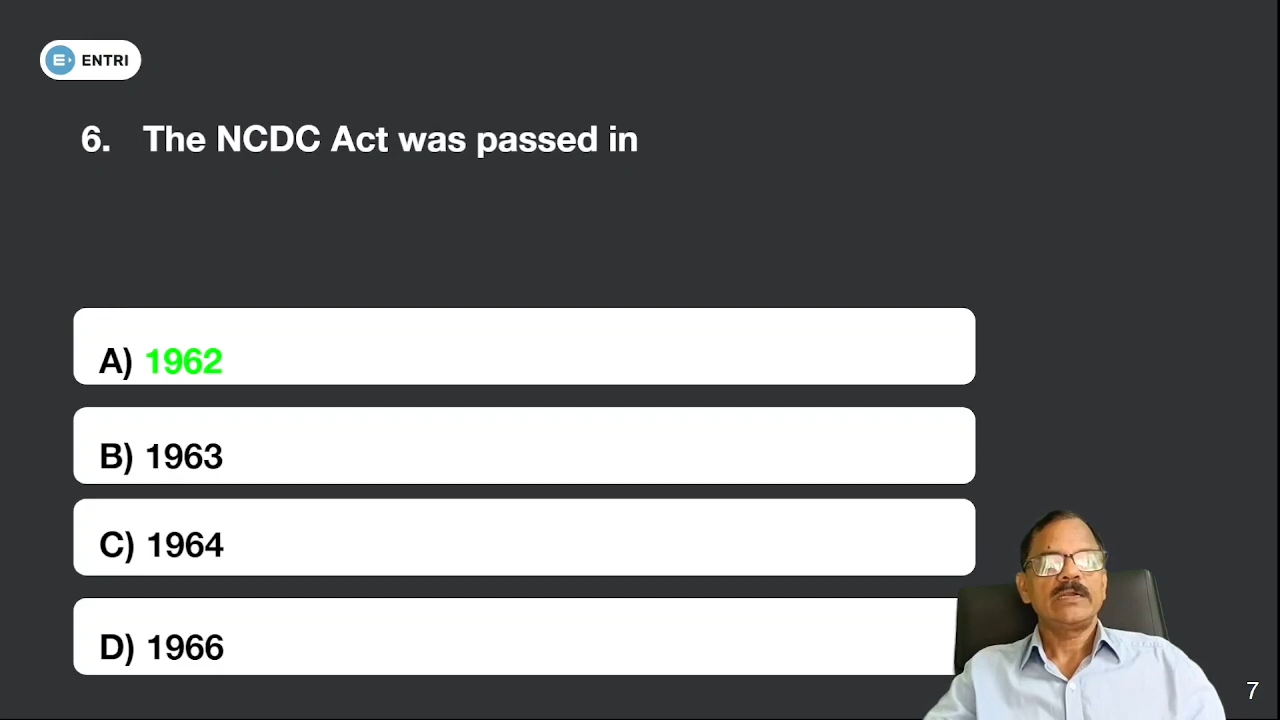 ENTRI
6. The NCDC Act was passed in
A) 1962
B) 1963
C) 1964
D) 1966
7